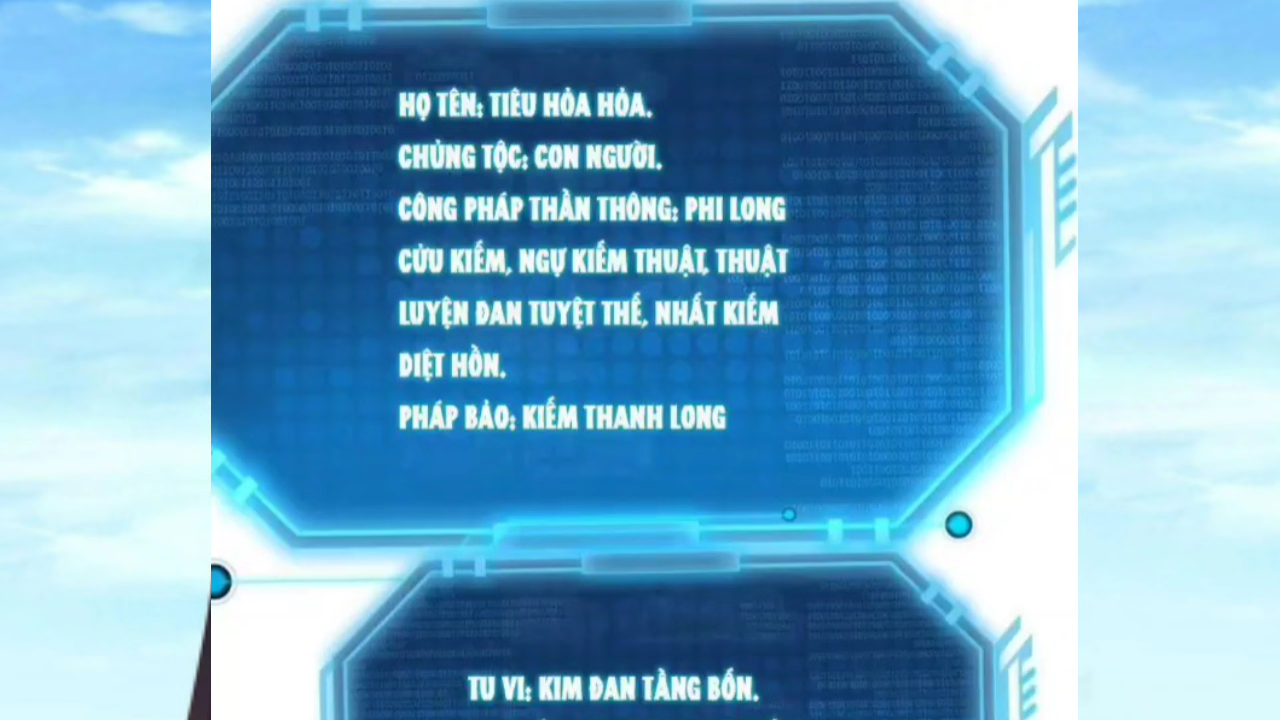 HỌ TÊN: TIÊU HỎA HỎA.
CHỦNG TỘC: CON NGƯỜI.
CÔNG PHÁP THẦN THÔNG: PHI LONG
CỬU KIẾM, NGỰ KIẾM THUẬT, THUẬT
LUYỆN ĐAN TUYỆT THẾ, NHẤT KIẾM
DIỆT HỒN.
PHÁP BẢO: KIẾM THANH LONG
TU VI: KIM ĐAN TẦNG BỐN.